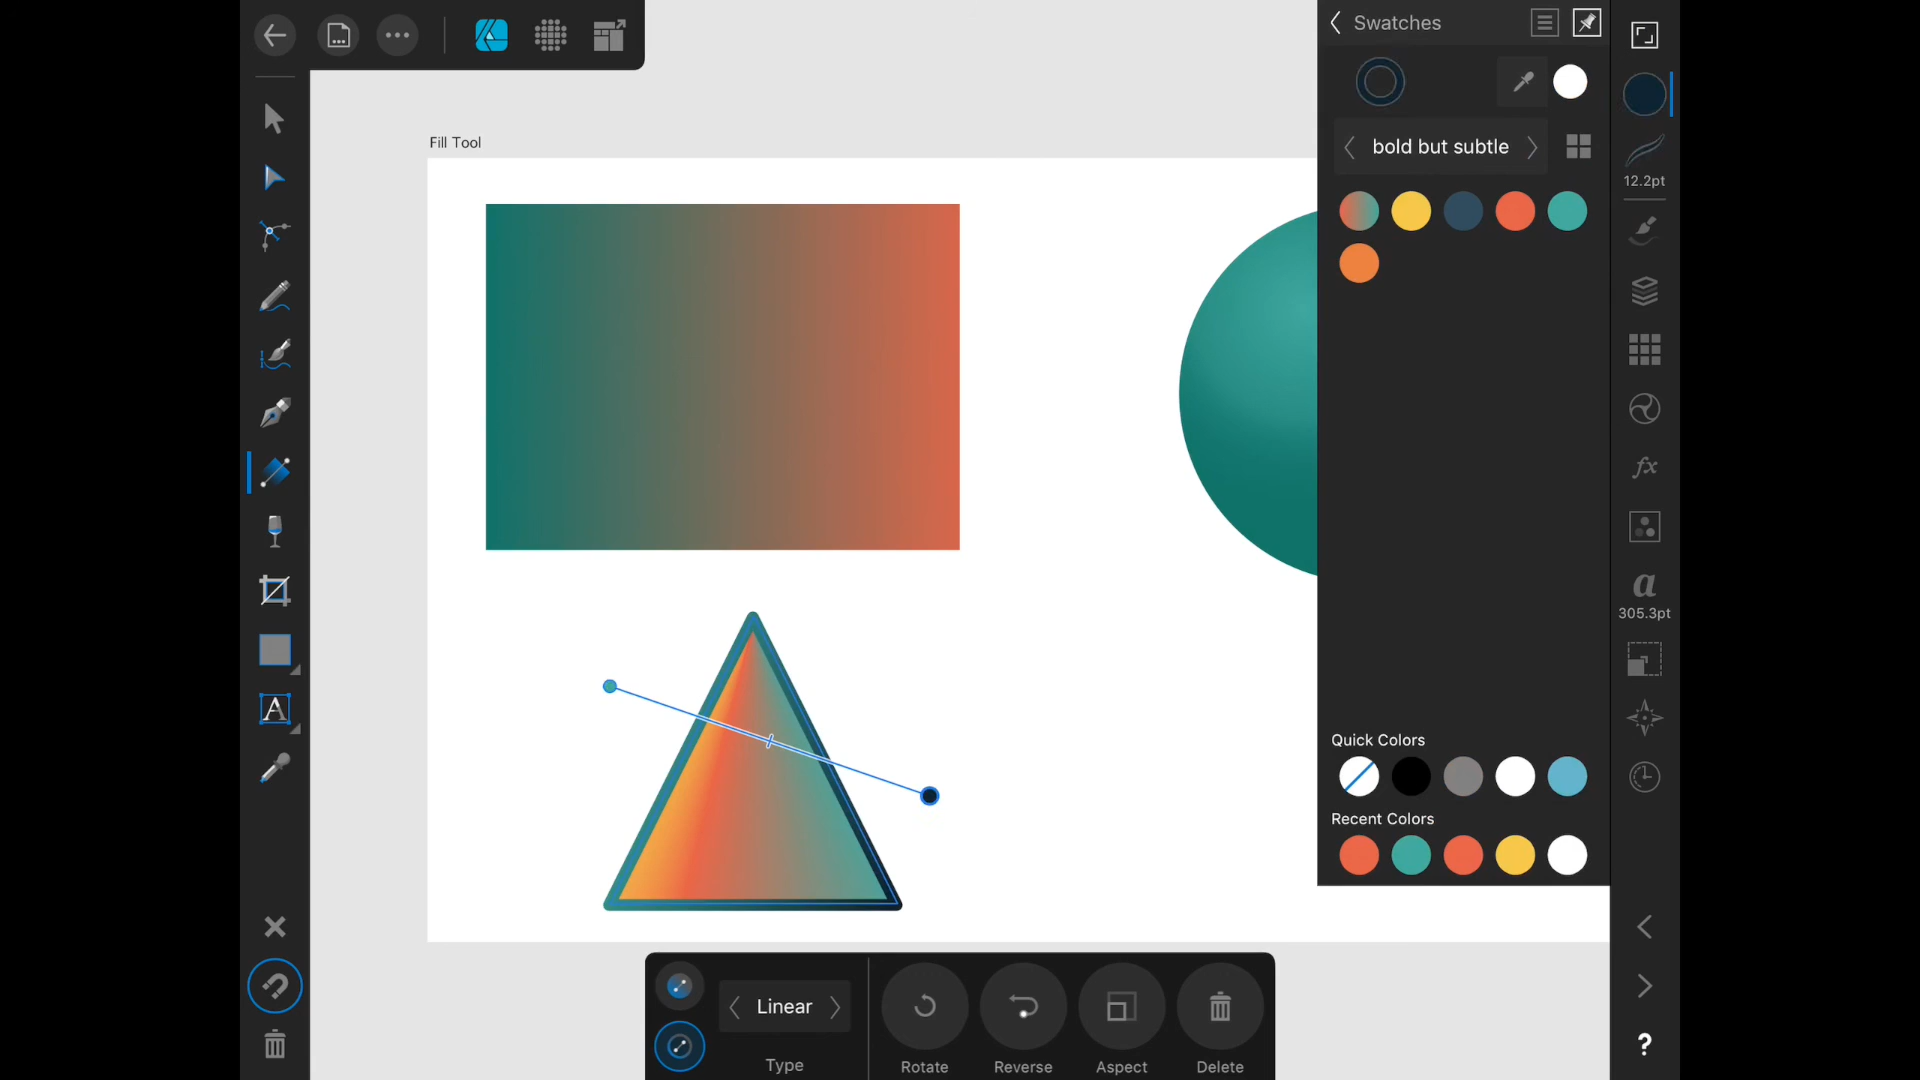 Swatches
Fill Tool
bold but subtle
12.2pt
fx
a
305.3pt
A
Quick Colors
Recent Colors
Linear
Type
Rotate
Reverse
Aspect
Delete
?